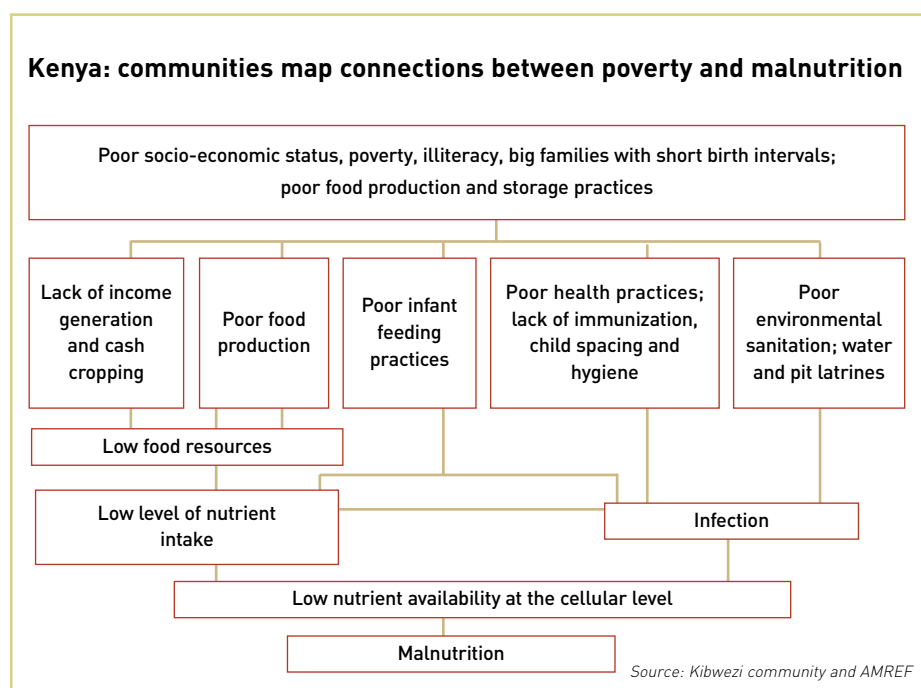 Kenya: communities map connections between poverty and malnutrition
Poor socio-economic status, poverty, illiteracy, big families with short birth intervals;
poor food production and storage practices
Lack of income
generation
and cash
cropping
Poor food
production
Poor infant
feeding
practices
Poor health practices;
lack of immunization,
child spacing and
hygiene
Poor
environmental
sanitation; water
and pit latrines
Low food resources
Low level of nutrient
intake
Infection
Low nutrient availability at the cellular level
Malnutrition
Source: Kibwezi community and AMREF